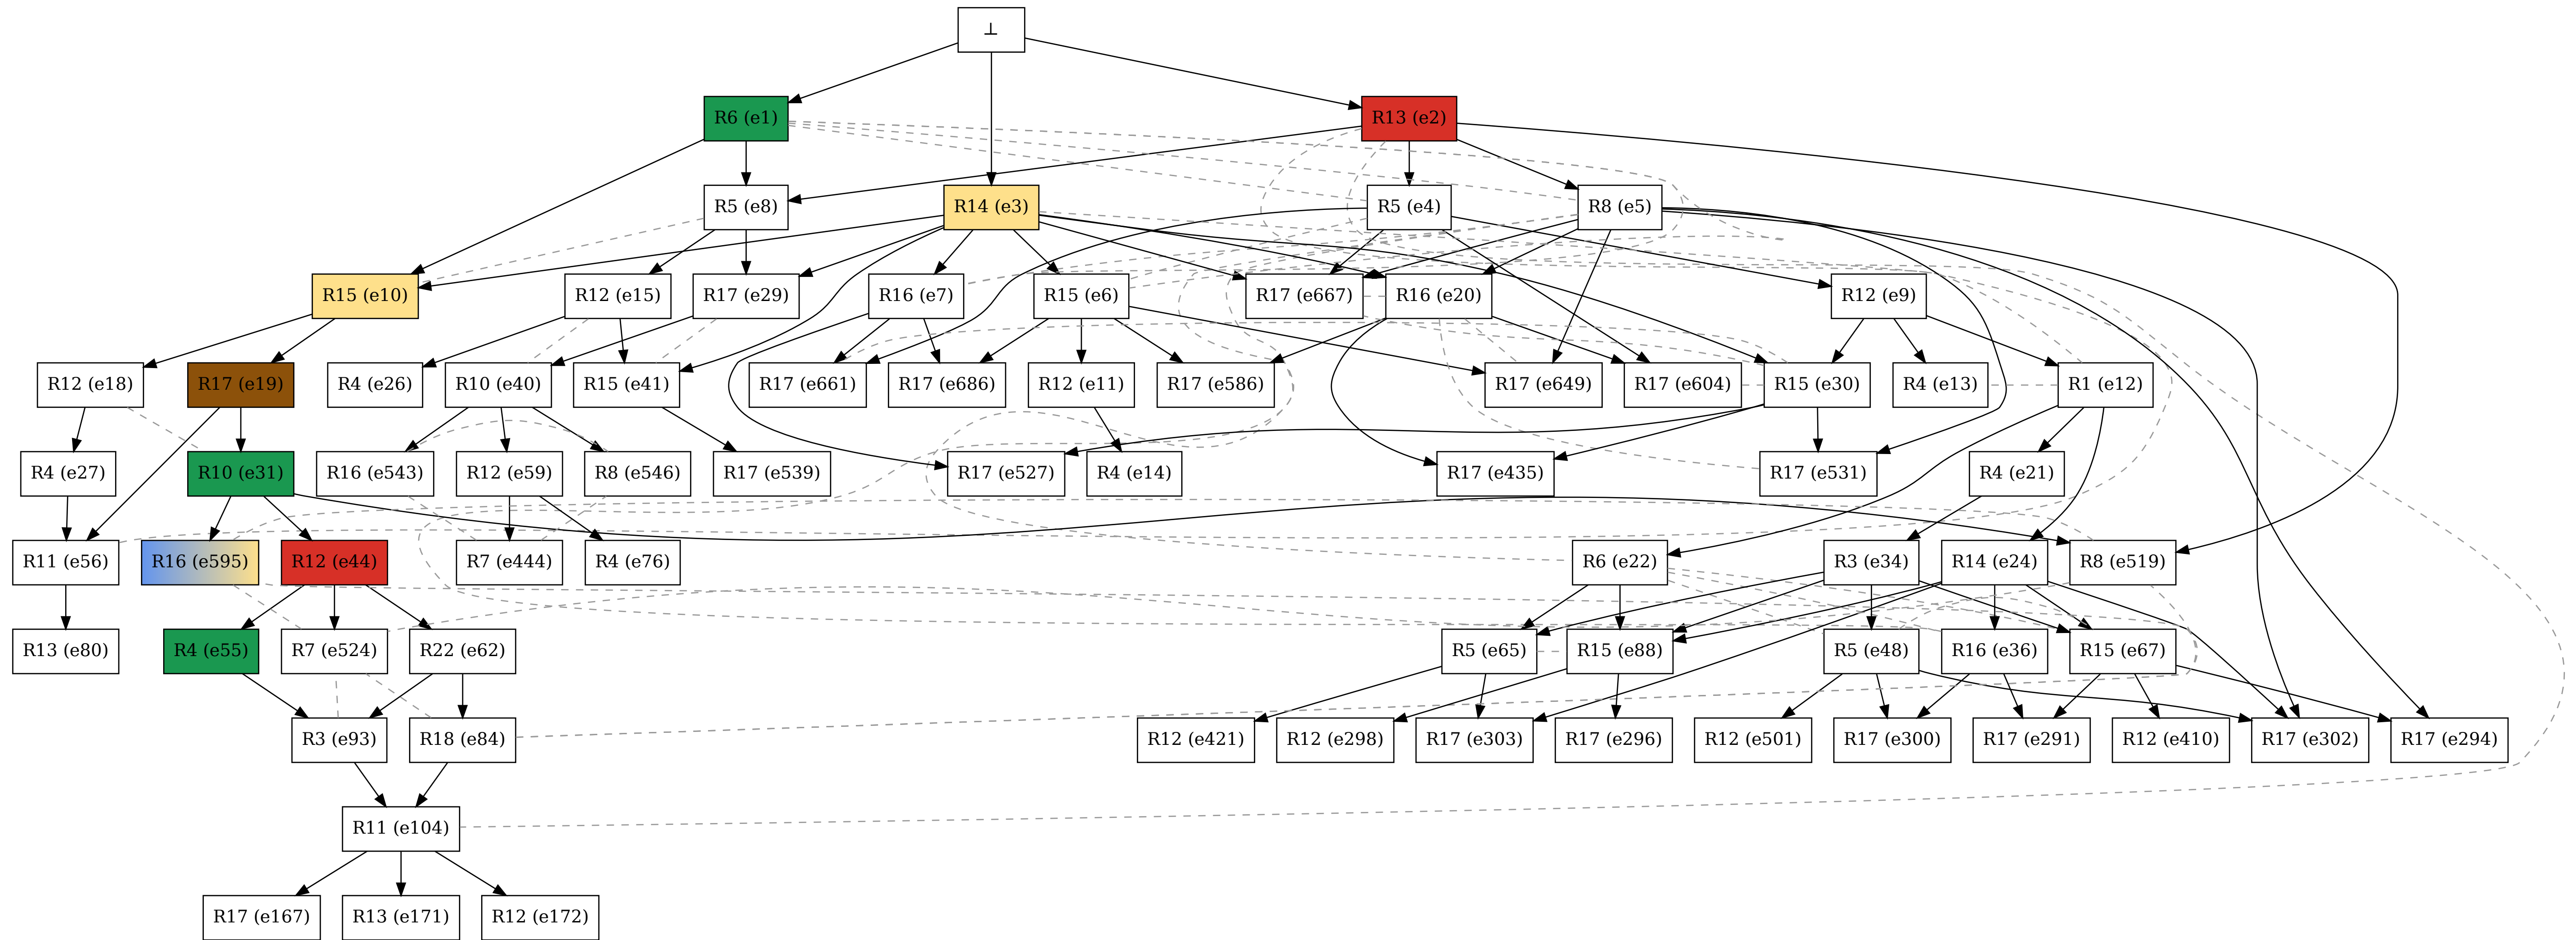 ⊥
R6 (e1)
R13 (e2)
R5 (e8)
R14 (e3)
R5 (e4)
R8 (e5)
R15 (e10)
R12 (e15)
R17 (e29)
R16 (e7)
R15 (e6)
R17 (e667)
R16 (e20)
R12 (e9)
R12 (e18)
R17 (e19)
R4 (e26)
R10 (e40)
R15 (e41)
R17 (e661)
R17 (e686)
R12 (e11)
R17 (e586)
R17 (e649)
R17 (e604)
R15 (e30)
R4 (e13)
R1 (e12)
R4 (e27)
R10 (e31)
R16 (e543)
R12 (e59)
R8 (e546)
R17 (e539)
R17 (e527)
R4 (e14)
R17 (e435)
R17 (e531)
R4 (e21)
R11 (e56)
R16 (e595)
R12 (e44)
R7 (e444)
R4 (e76)
R6 (e22)
R3 (e34)
R14 (e24)
R8 (e519)
R13 (e80)
R4 (e55)
R7 (e524)
R22 (e62)
R5 (e65)
R15 (e88)
R5 (e48)
R16 (e36)
R15 (e67)
R3 (e93)
R18 (e84)
R12 (e421)
R12 (e298)
R17 (e303)
R17 (e296)
R12 (e501)
R17 (e300)
R17 (e291)
R12 (e410)
R17 (e302)
R17 (e294)
R11 (e104)
R17 (e167)
R13 (e171)
R12 (e172)